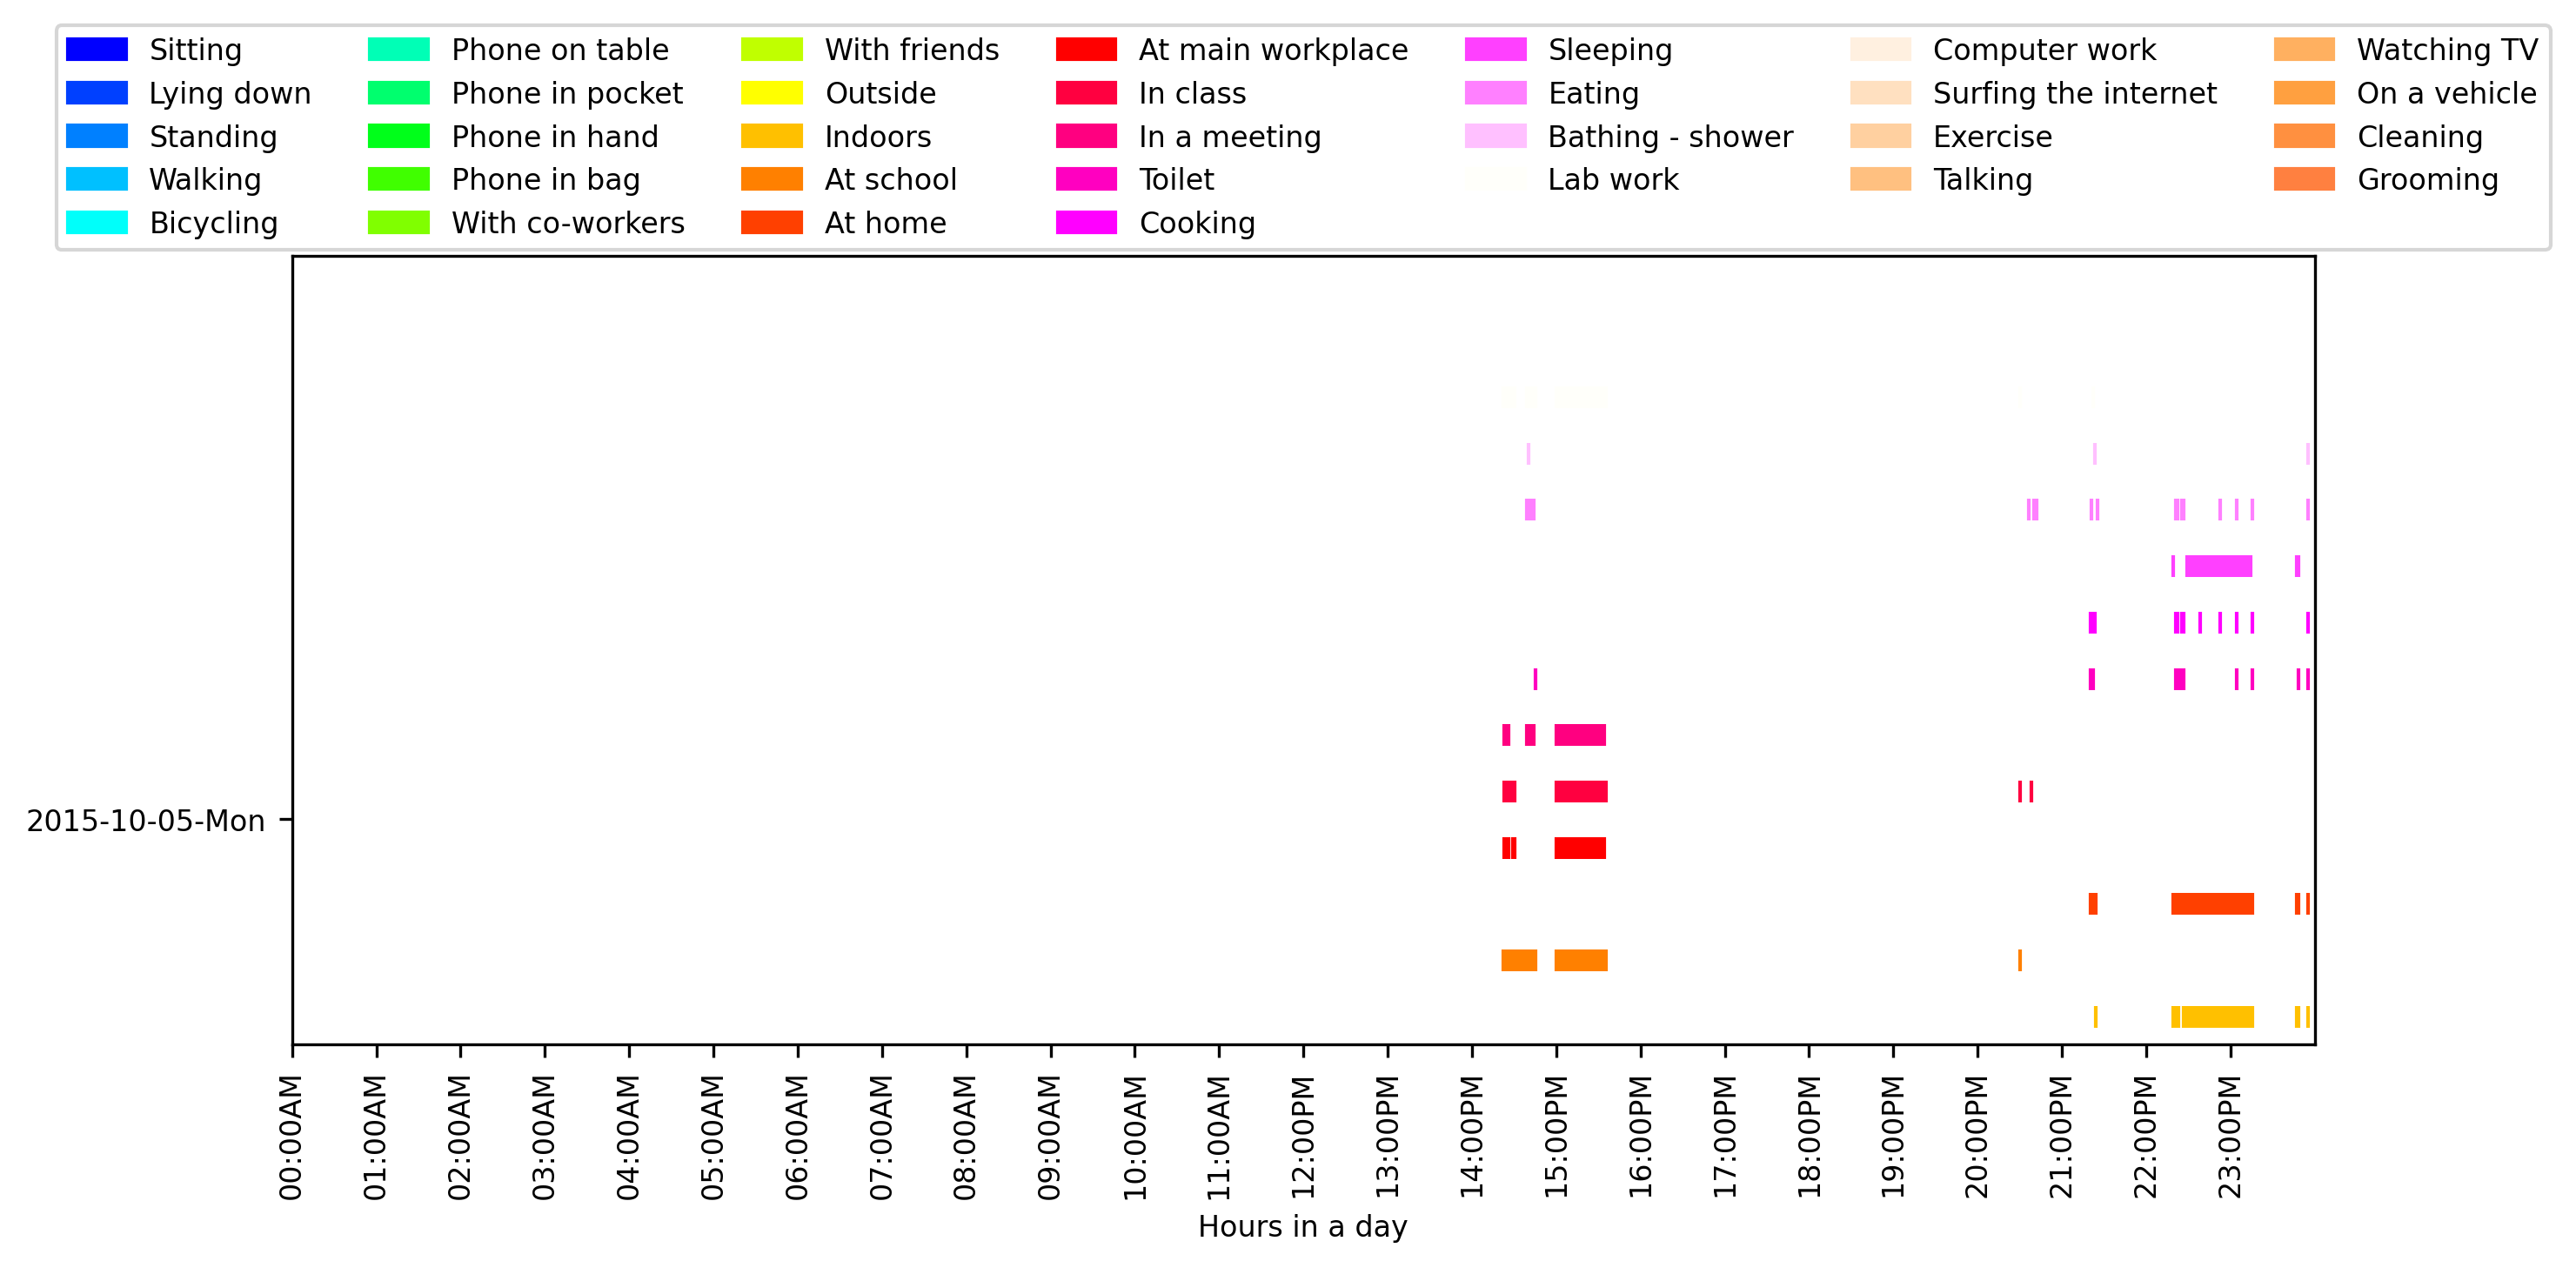 Sitting
Lying down
Standing
Walking
Bicycling
Phone on table
Phone in pocket
Phone in hand
Phone in bag
With co-workers
With friends
Outside
Indoors
At school
At home
At main workplace
In class
In a meeting
Toilet
Cooking
Sleeping
Eating
Bathing - shower
Lab work
Computer work
Surfing the internet
Exercise
Talking
Watching TV
On a vehicle
Cleaning
Grooming
2015-10-05-Mon
00:00AM
01:00AM
02:00AM
03:00AM
04:00AM
05:00AM
06:00AM
07:00AM
08:00AM
09:00AM
10:00AM
11:00AM
12:00PM
13:00PM
14:00PM
15:00PM
16:00PM
17:00PM
18:00PM
19:00PM
20:00PM
21:00PM
22:00PM
23:00PM
Hours in a day